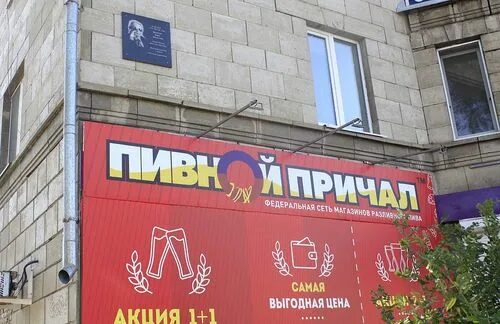 ПИВНОЙ ПРИЧАЛ
ФЕДЕРАЛЬНАЯ СЕТЬ МАГАЗИНОВ РАЗЛИВНОГО ПИВА
АКЦИЯ 1+1
САМАЯ
ВЫГОДНАЯ ЦЕНА